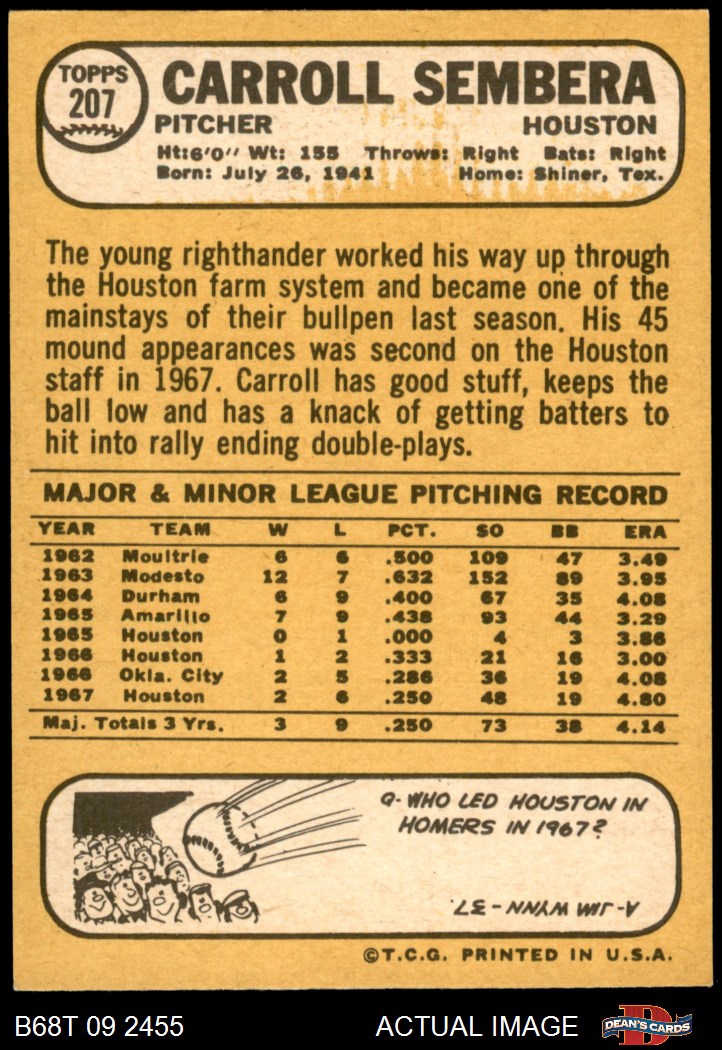 TOPPS
207
CARROLL SEMBERA
PITCHER HOUSTON
Ht:6'0" Wt: 155 Throws: Right Bats: Right
Born: July 26, 1941 Home: Shiner, Tex.
The young righthander worked his way up through
the Houston farm system and became one of the
mainstays of their bullpen last season. His 45
mound appearances was second on the Houston
staff in 1967. Carroll has good stuff, keeps the
ball low and has a knack of getting batters to
hit into rally ending double-plays.
MAJOR & MINOR LEAGUE PITCHING RECORD
YEAR TEAM W L PCT. SO BB ERA
1962 Moultrie 6 6 .500 109 47 3.49
1963 Modesto 12 7 .632 152 89 3.95
1964 Durham 6 9 .400 67 35 4.08
1965 Amarillo 7 9 .438 93 44 3.29
1965 Houston 0 1 .000 4 3 3.86
1966 Houston 1 2 .333 21 16 3.00
1966 Okla. City 2 5 .286 36 19 4.08
1967 Houston 2 6 .250 48 19 4.80
Maj. Totals 3 Yrs. 3 9 .250 73 38 4.14
Q- WHO LED HOUSTON IN
HOMERS IN 1967?
A- JIM WYNN - 37.
©T.C.G. PRINTED IN U.S.A.
B68T 09 2455 ACTUAL IMAGE DEAN'S CARDS